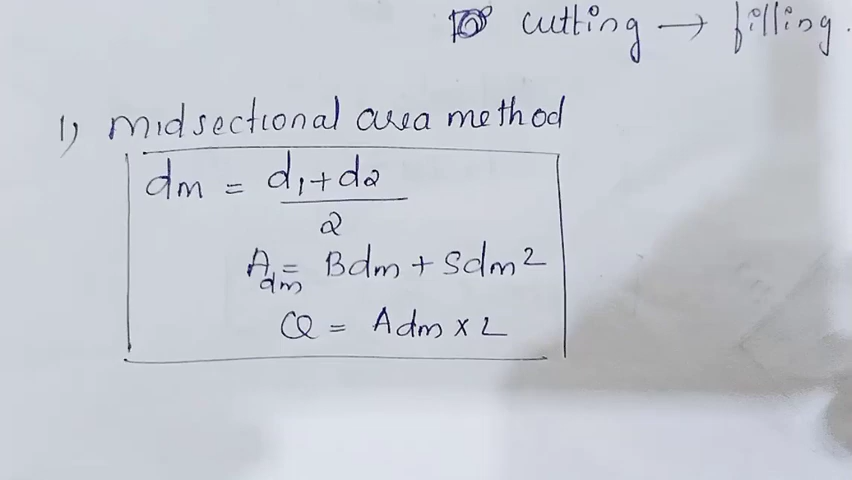 cutting → filling.
1) midsectional area method
dm = d1+d2
2
Adm = Bdm + Sdm2
Q = Adm x L